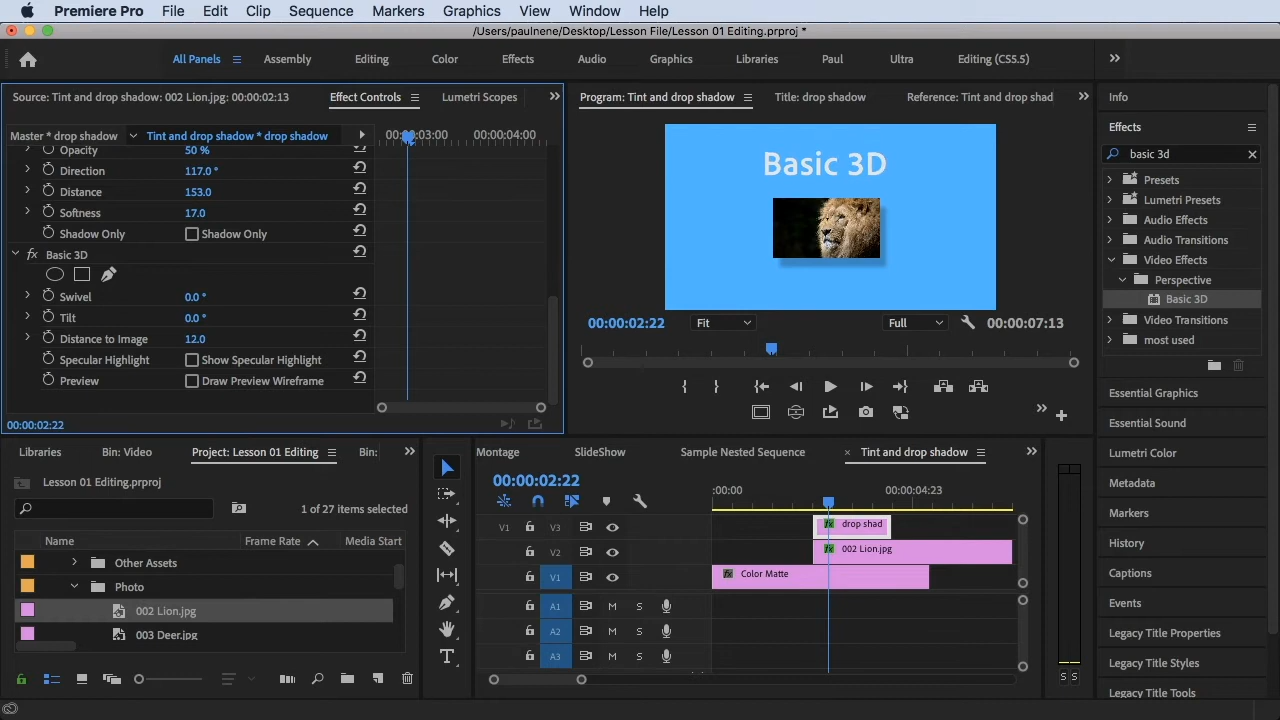 Premiere Pro File Edit Clip Sequence Markers Graphics View Window Help
/Users/paulnene/Desktop/Lesson File/Lesson 01 Editing.prproj *
All Panels Assembly Editing Color Effects Audio Graphics Libraries Paul Ultra Editing (CS5.5)
Source: Tint and drop shadow: 002 Lion.jpg: 00:00:02:13 Effect Controls Lumetri Scopes
Master * drop shadow Tint and drop shadow * drop shadow
00:00:03:00 00:00:04:00
Opacity 50 %
Direction 117.0 °
Distance 153.0
Softness 17.0
Shadow Only Shadow Only
fx Basic 3D
Swivel 0.0 °
Tilt 0.0 °
Distance to Image 12.0
Specular Highlight Show Specular Highlight
Preview Draw Preview Wireframe
00:00:02:22
Program: Tint and drop shadow Title: drop shadow Reference: Tint and drop shad
Basic 3D
00:00:02:22 Fit Full 00:00:07:13
Info
Effects
basic 3d
Presets
Lumetri Presets
Audio Effects
Audio Transitions
Video Effects
Perspective
Basic 3D
Video Transitions
most used
Essential Graphics
Essential Sound
Lumetri Color
Metadata
Markers
History
Captions
Events
Legacy Title Properties
Legacy Title Styles
Legacy Title Tools
Libraries Bin: Video Project: Lesson 01 Editing Bin:
Lesson 01 Editing.prproj
1 of 27 items selected
Name Frame Rate Media Start
Other Assets
Photo
002 Lion.jpg
003 Deer.jpg
Montage SlideShow Sample Nested Sequence × Tint and drop shadow
00:00:02:22
:00:00 00:00:04:23
V1 V3 fx drop shad
V2 fx 002 Lion.jpg
V1 fx Color Matte
A1 M S
A2 M S
A3 M S
S S